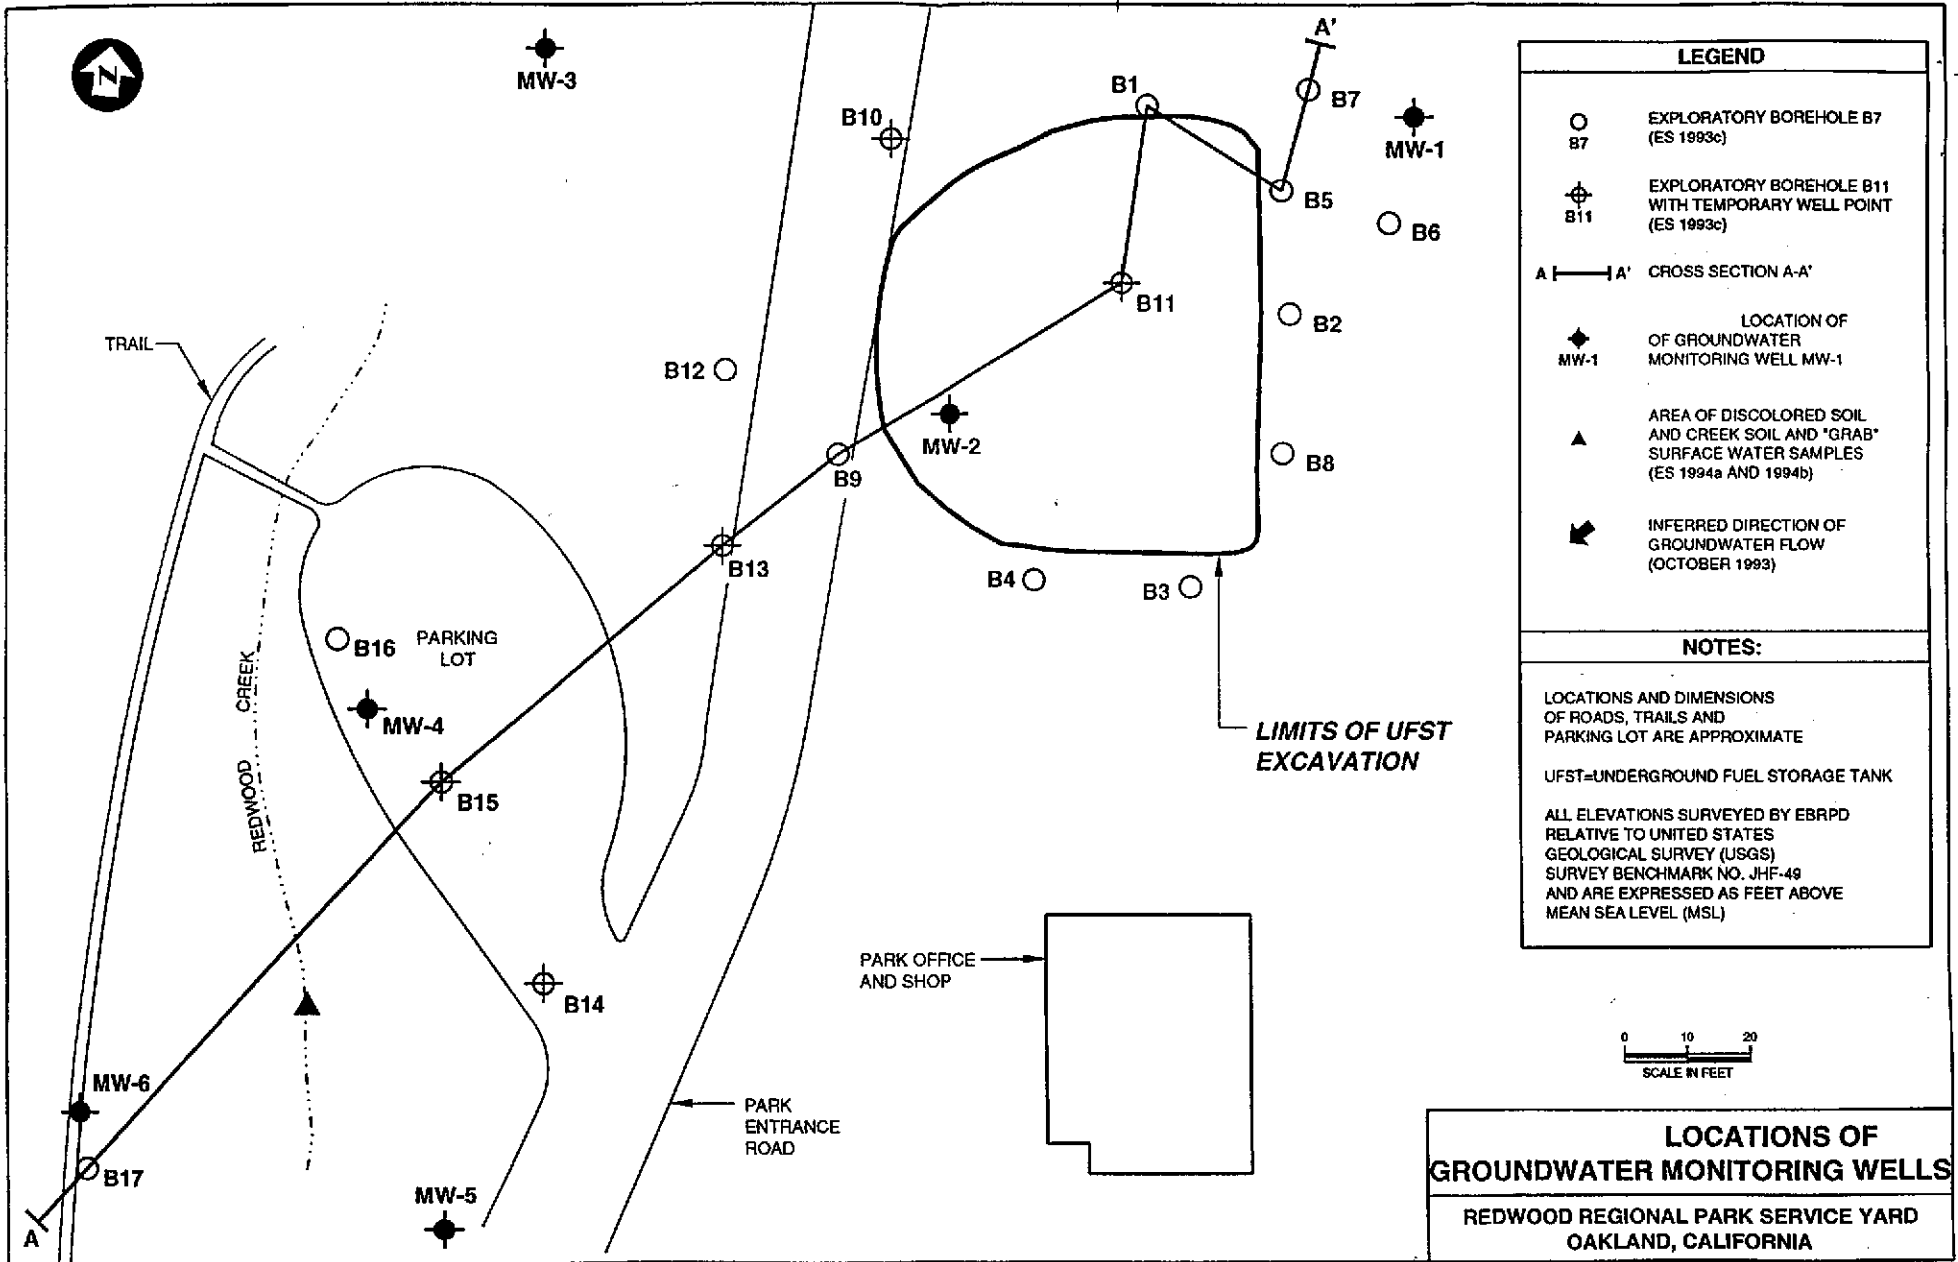 N
MW-3
A'
B1
B7
B10
MW-1
B5
B6
B11
B2
TRAIL
B12
MW-2
B9
B8
B13
B4
B3
B16
PARKING
LOT
CREEK
REDWOOD
MW-4
LIMITS OF UFST
EXCAVATION
B15
PARK OFFICE
AND SHOP
B14
MW-6
PARK
ENTRANCE
ROAD
B17
MW-5
A
LEGEND
B7
EXPLORATORY BOREHOLE B7
(ES 1993c)
B11
EXPLORATORY BOREHOLE B11
WITH TEMPORARY WELL POINT
(ES 1993c)
A A' CROSS SECTION A-A'
MW-1
LOCATION OF
OF GROUNDWATER
MONITORING WELL MW-1
AREA OF DISCOLORED SOIL
AND CREEK SOIL AND "GRAB"
SURFACE WATER SAMPLES
(ES 1994a AND 1994b)
INFERRED DIRECTION OF
GROUNDWATER FLOW
(OCTOBER 1993)
NOTES:
LOCATIONS AND DIMENSIONS
OF ROADS, TRAILS AND
PARKING LOT ARE APPROXIMATE
UFST=UNDERGROUND FUEL STORAGE TANK
ALL ELEVATIONS SURVEYED BY EBRPD
RELATIVE TO UNITED STATES
GEOLOGICAL SURVEY (USGS)
SURVEY BENCHMARK NO. JHF-49
AND ARE EXPRESSED AS FEET ABOVE
MEAN SEA LEVEL (MSL)
0 10 20
SCALE IN FEET
LOCATIONS OF
GROUNDWATER MONITORING WELLS
REDWOOD REGIONAL PARK SERVICE YARD
OAKLAND, CALIFORNIA